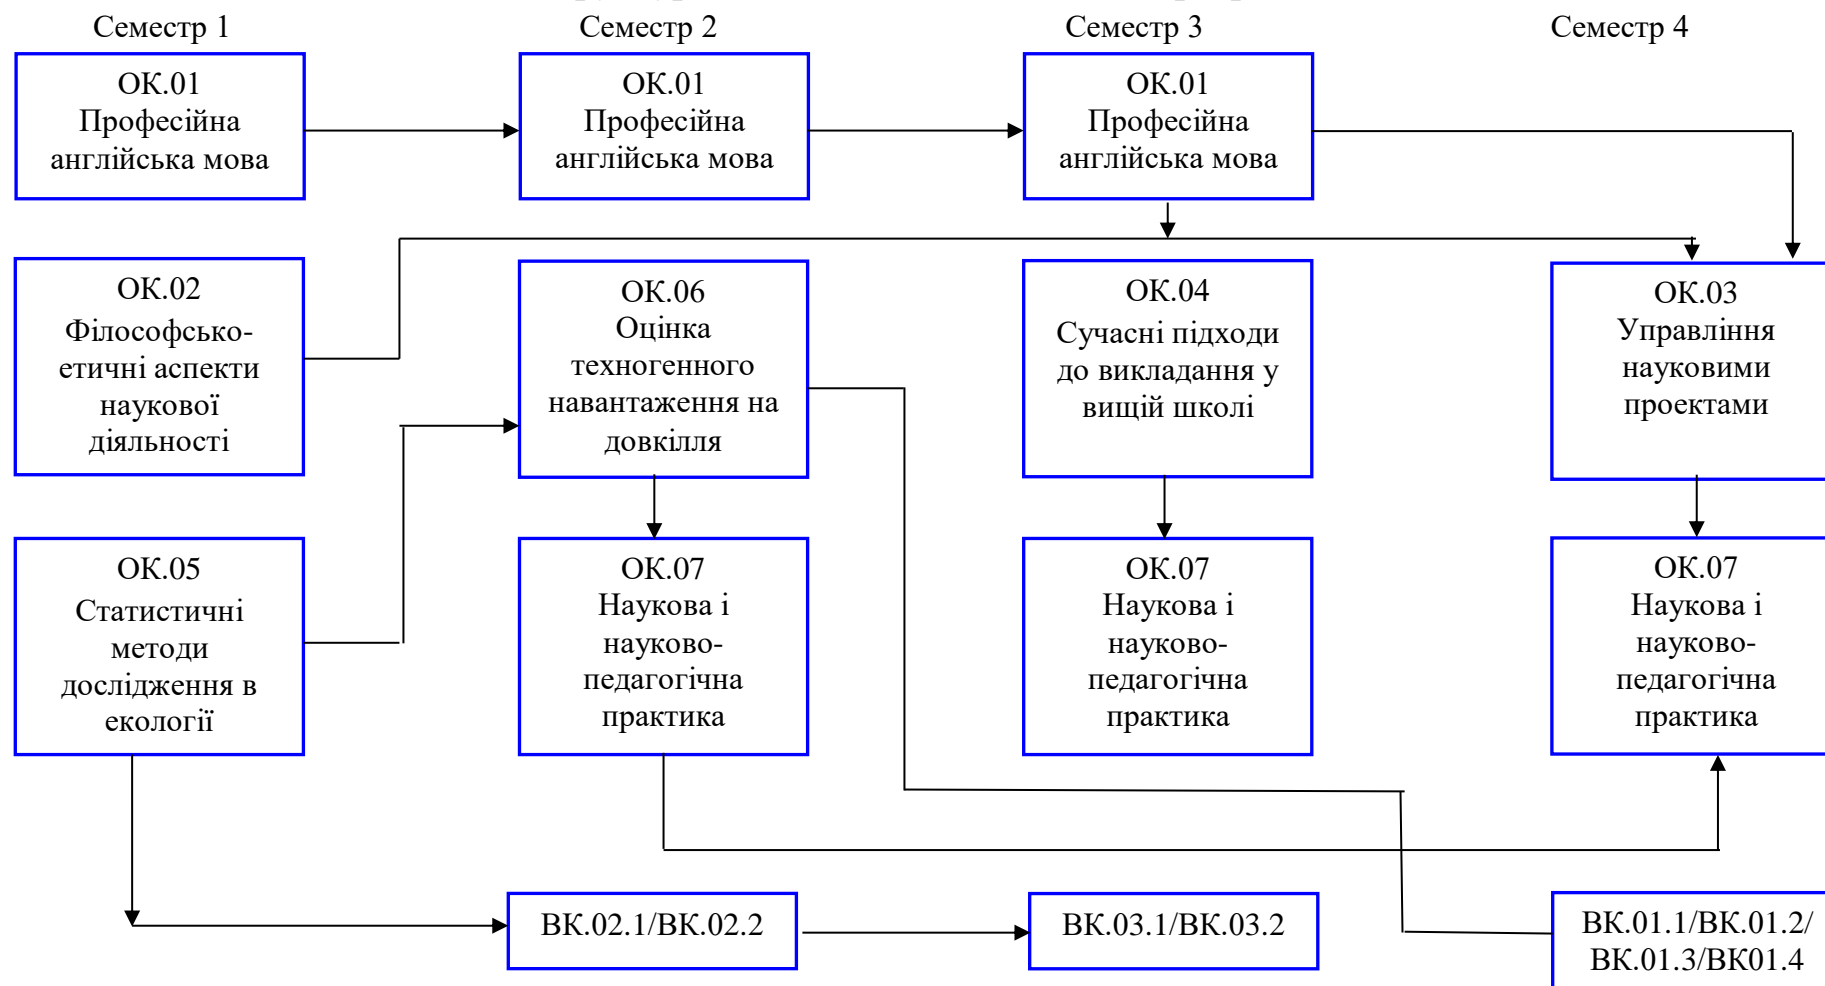 Семестр 1
Семестр 2
Семестр 3
Семестр 4
ОК.01
Професійна
англійська мова
ОК.01
Професійна
англійська мова
ОК.01
Професійна
англійська мова
ОК.02
Філософсько-
етичні аспекти
наукової
діяльності
ОК.06
Оцінка
техногенного
навантаження на
довкілля
ОК.04
Сучасні підходи
до викладання у
вищій школі
ОК.03
Управління
науковими
проектами
ОК.05
Статистичні
методи
дослідження в
екології
ОК.07
Наукова і
науково-
педагогічна
практика
ОК.07
Наукова і
науково-
педагогічна
практика
ОК.07
Наукова і
науково-
педагогічна
практика
ВК.02.1/ВК.02.2
ВК.03.1/ВК.03.2
ВК.01.1/ВК.01.2/
ВК.01.3/ВК01.4